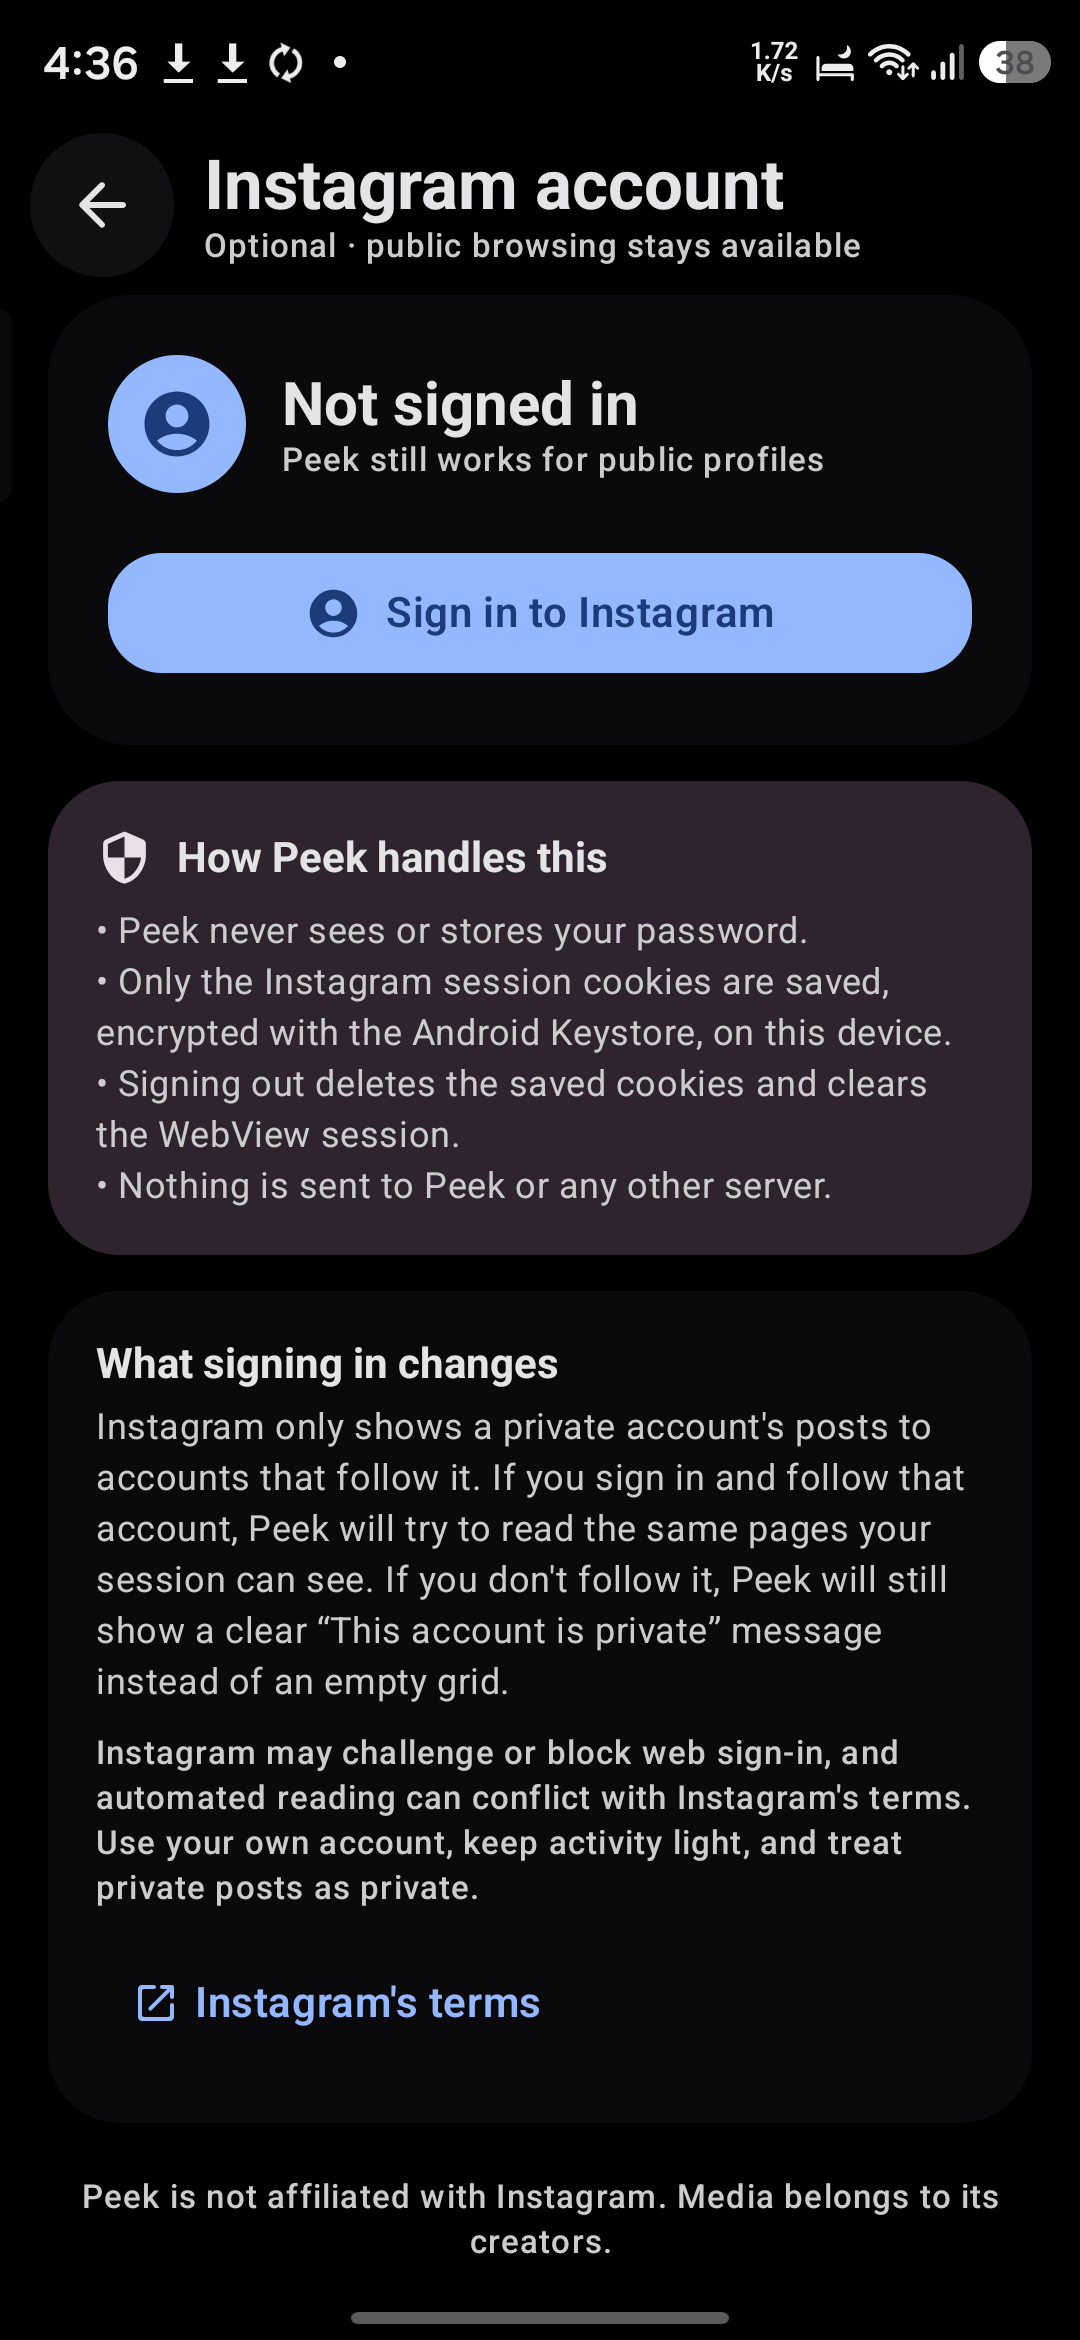 4:36
1.72
K/s
38
Instagram account
Optional · public browsing stays available
Not signed in
Peek still works for public profiles
Sign in to Instagram
How Peek handles this
• Peek never sees or stores your password.
• Only the Instagram session cookies are saved,
encrypted with the Android Keystore, on this device.
• Signing out deletes the saved cookies and clears
the WebView session.
• Nothing is sent to Peek or any other server.
What signing in changes
Instagram only shows a private account's posts to
accounts that follow it. If you sign in and follow that
account, Peek will try to read the same pages your
session can see. If you don't follow it, Peek will still
show a clear “This account is private” message
instead of an empty grid.
Instagram may challenge or block web sign-in, and
automated reading can conflict with Instagram's terms.
Use your own account, keep activity light, and treat
private posts as private.
Instagram's terms
Peek is not affiliated with Instagram. Media belongs to its
creators.